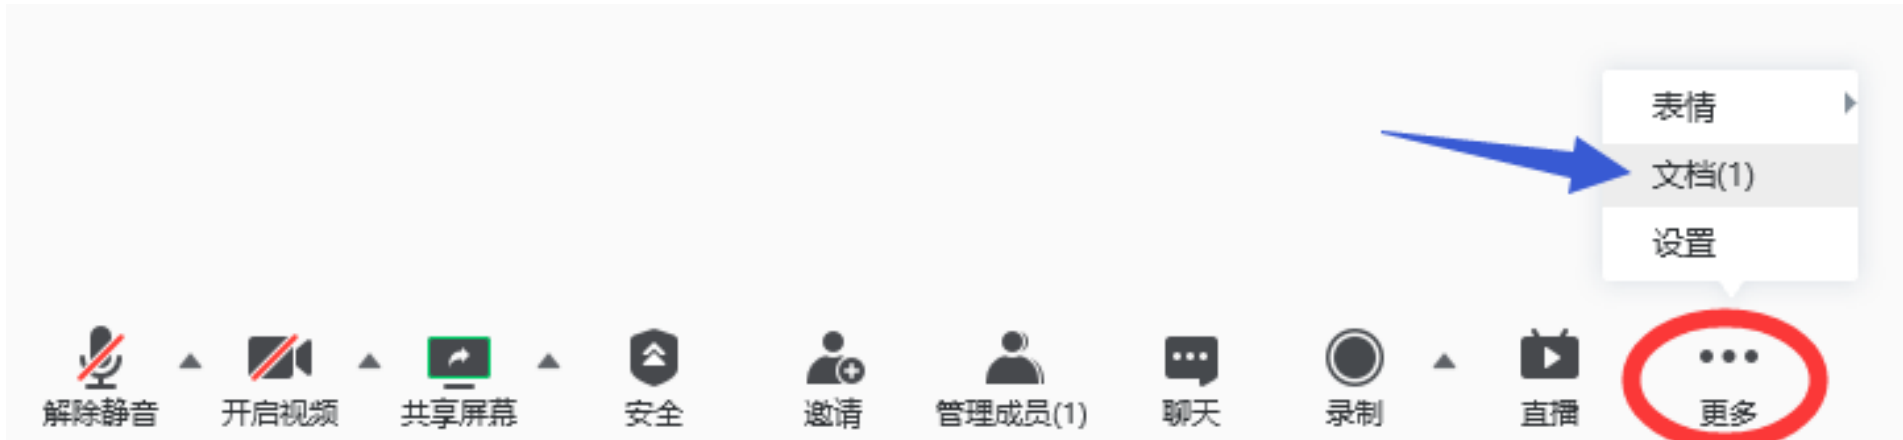 表情
文档(1)
设置
解除静音 开启视频 共享屏幕 安全 邀请 管理成员(1) 聊天 录制 直播 更多